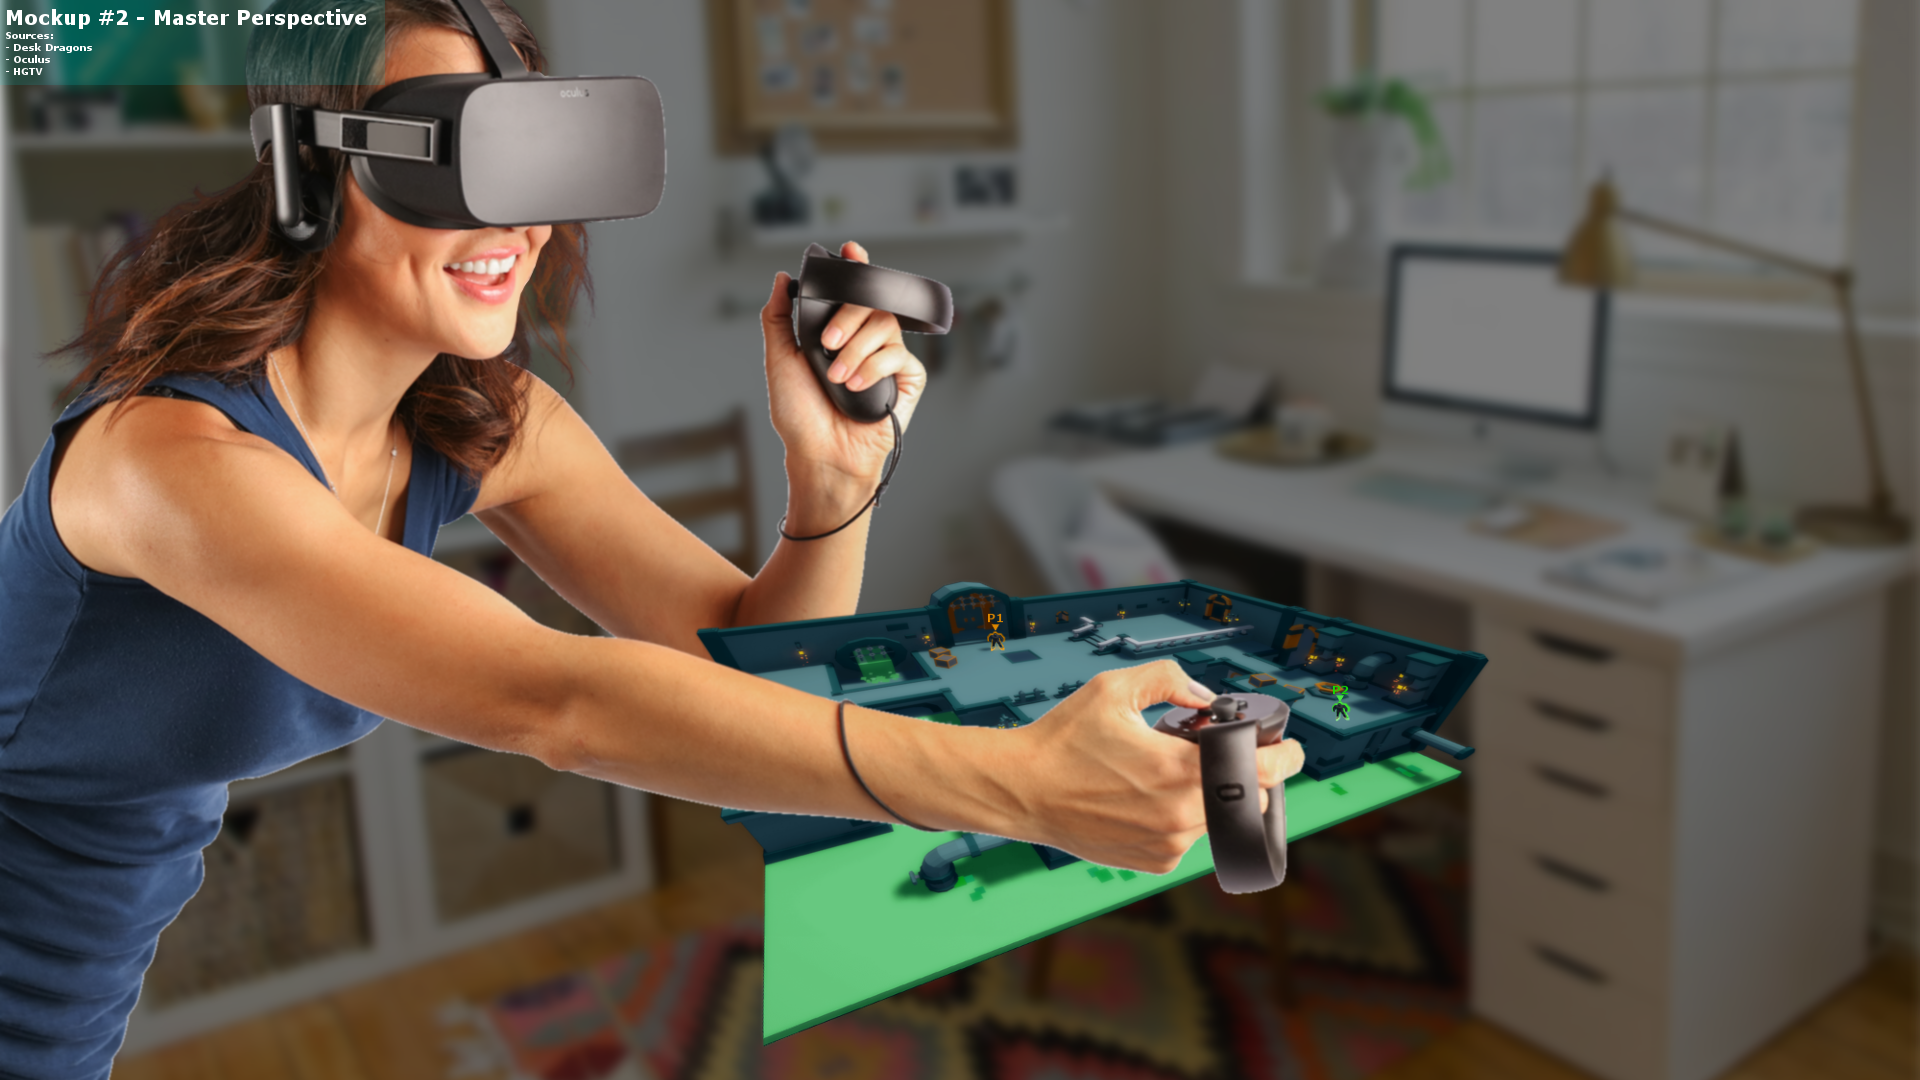 Mockup #2 - Master Perspective
Sources:
- Desk Dragons
- Oculus
- HGTV
oculus
P1
P2